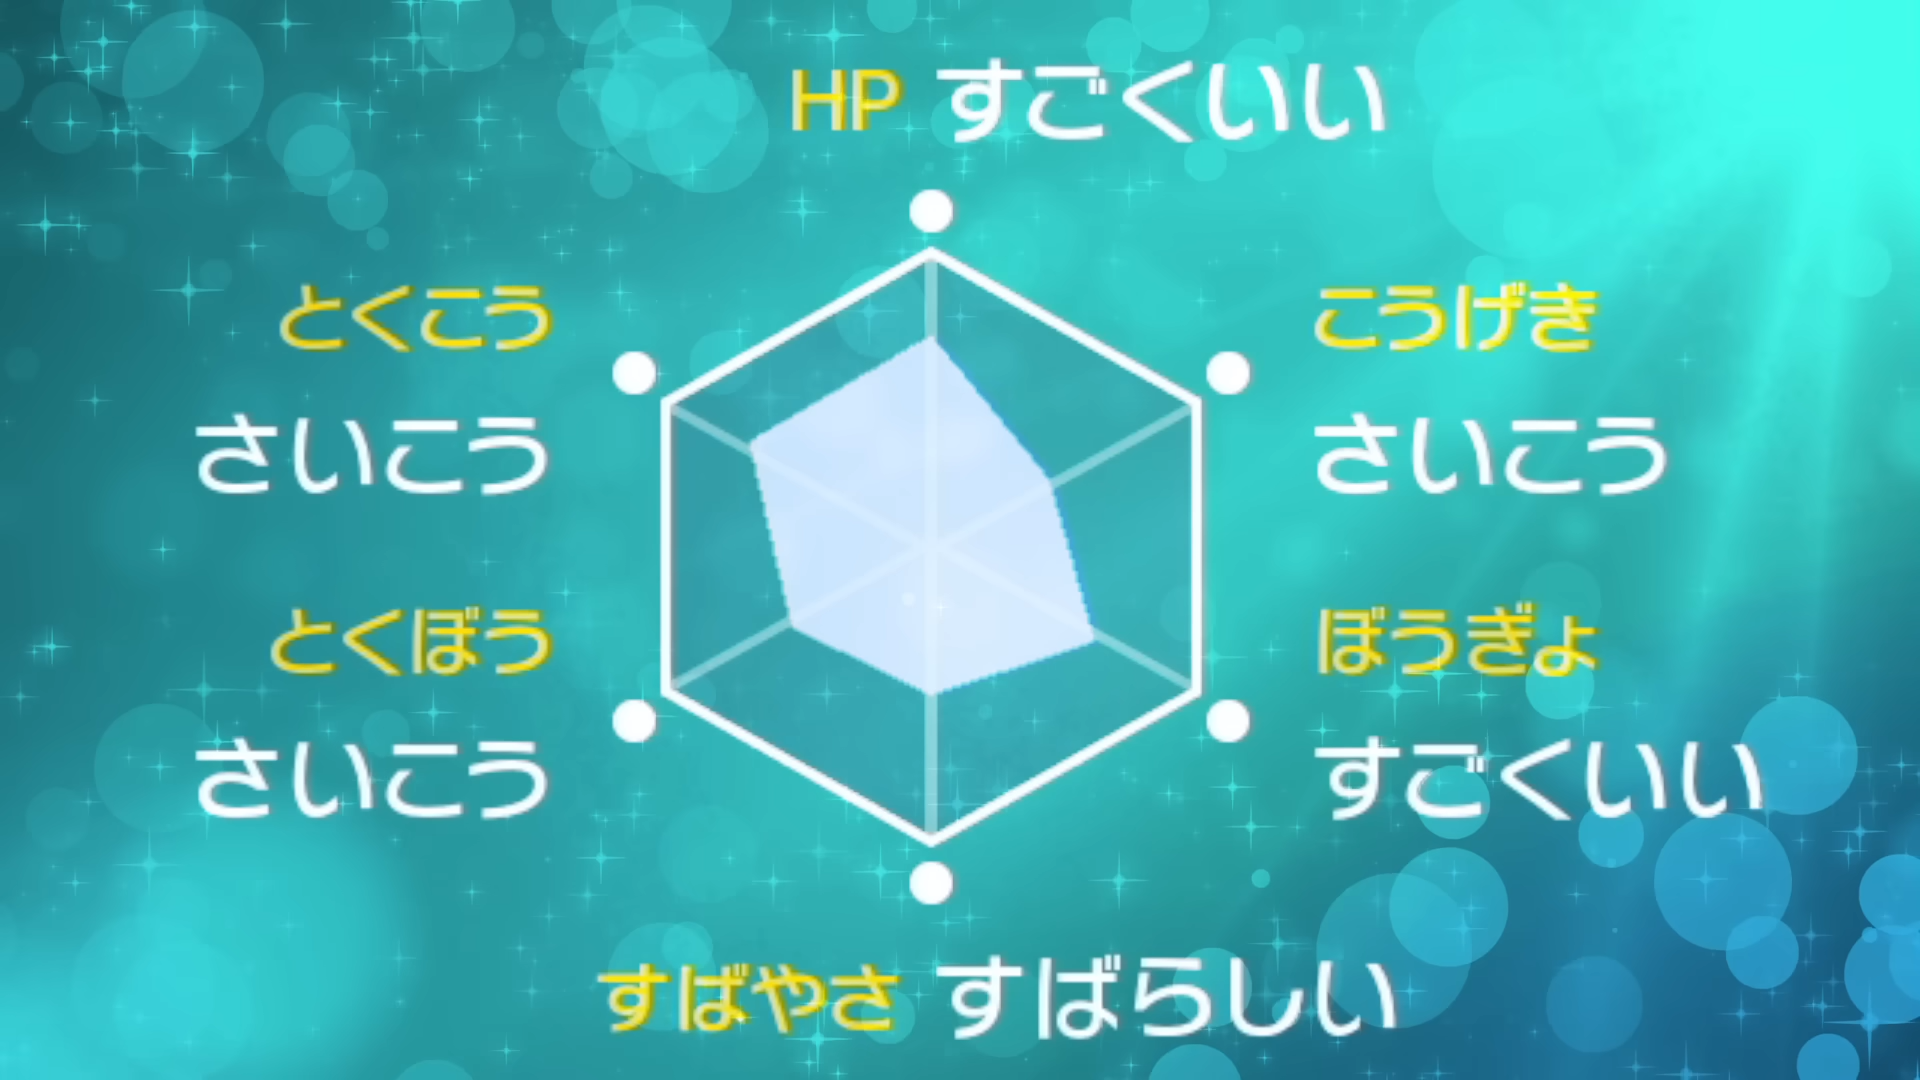 HP すごくいい
とくこう
さいこう
こうげき
さいこう
とくぼう
さいこう
ぼうぎょ
すごくいい
すばやさ すばらしい